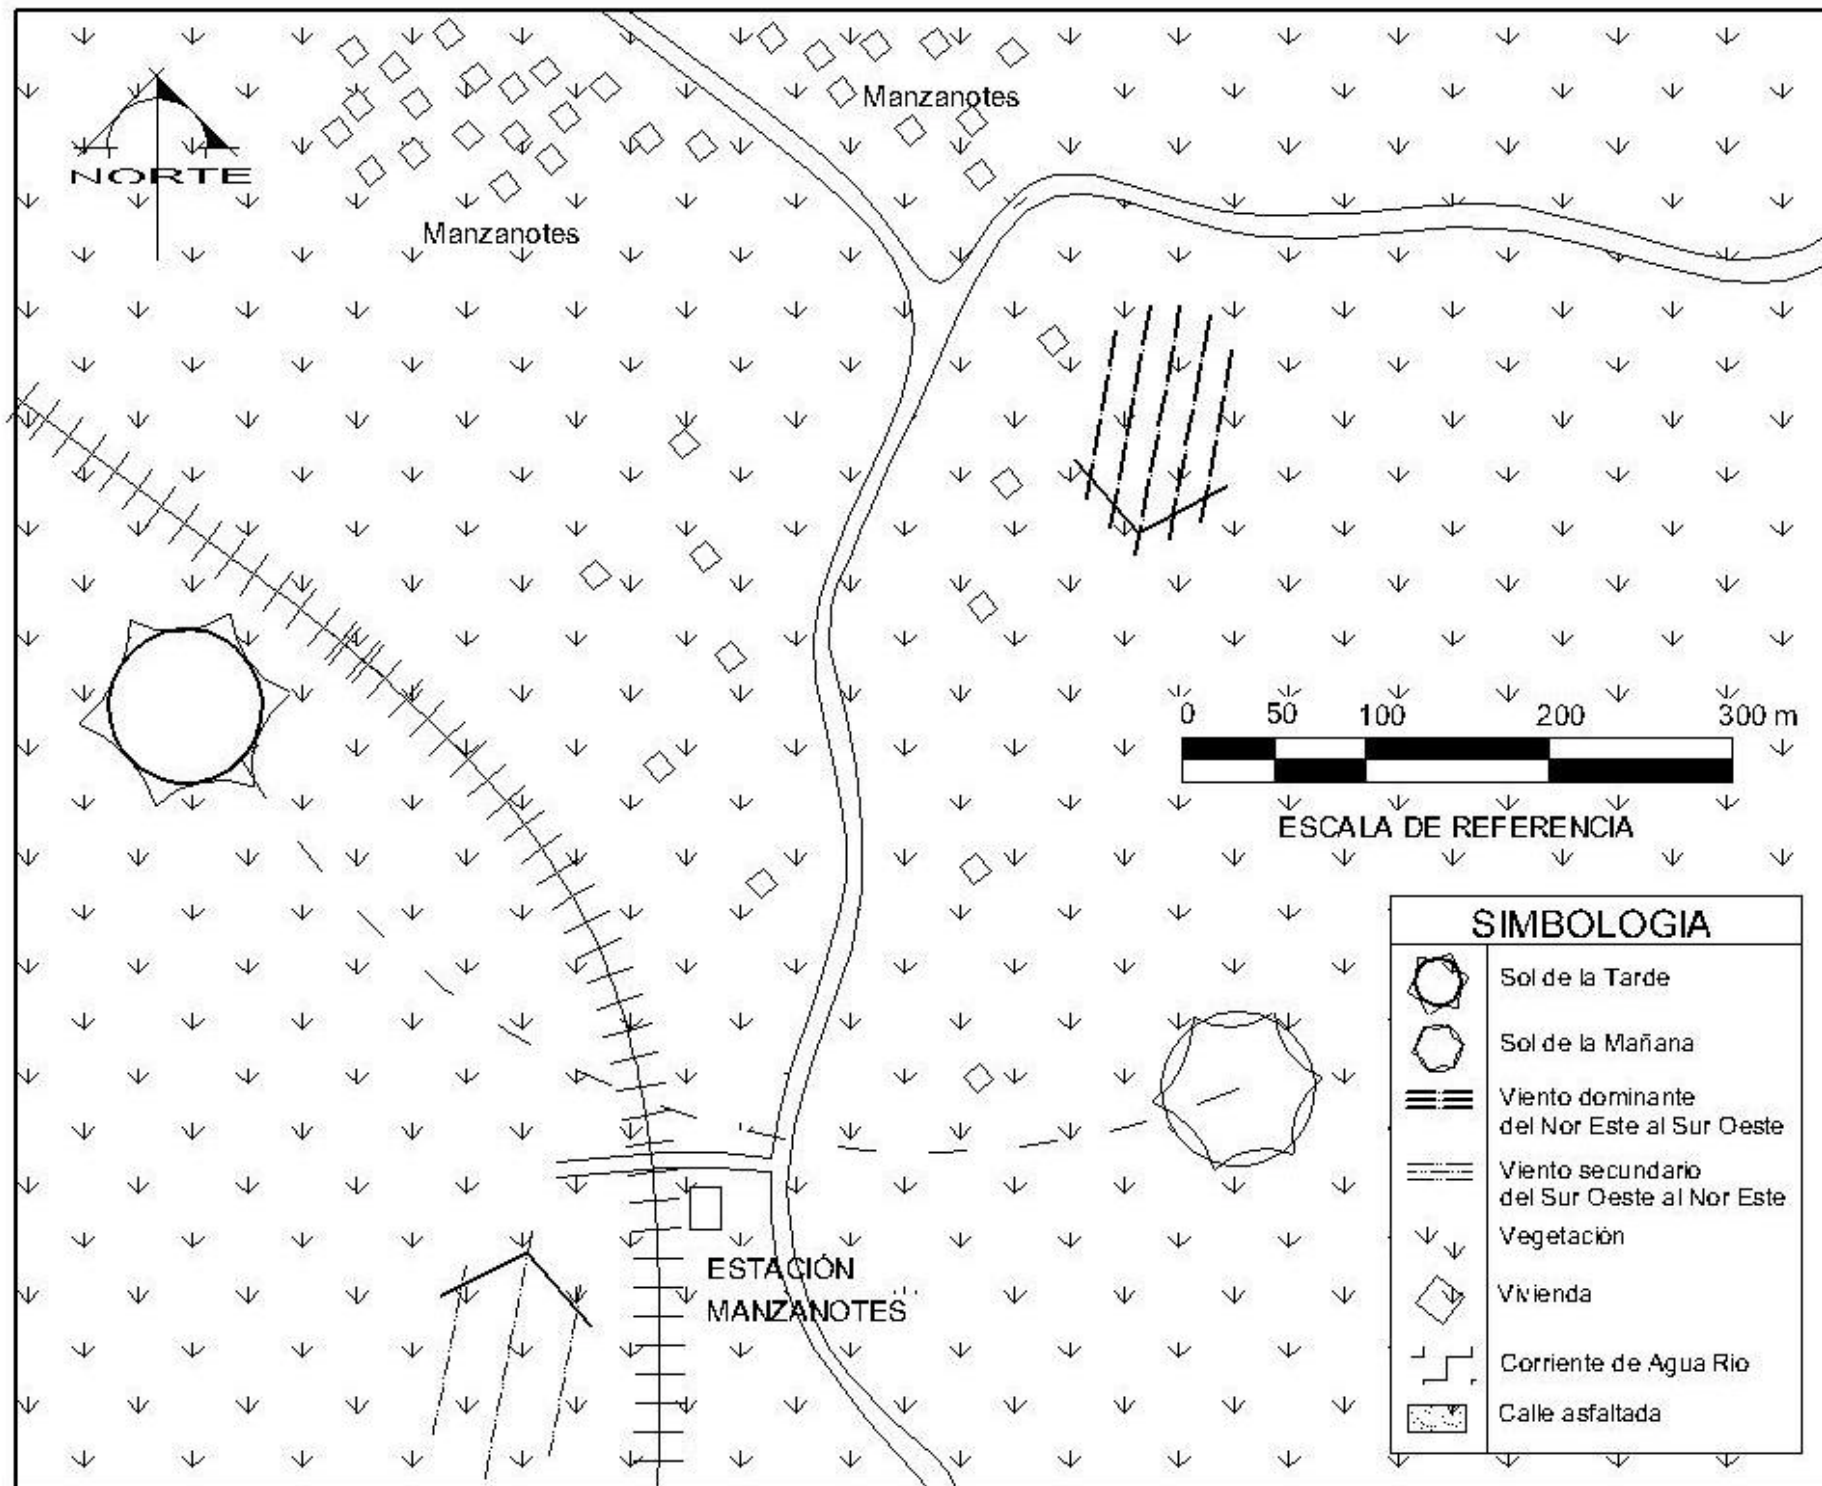 Manzanotes
NORTE
Manzanotes
0 50 100 200 300 m
ESCALA DE REFERENCIA
SIMBOLOGIA
Sol de la Tarde
Sol de la Mañana
Viento dominante
del Nor Este al Sur Oeste
Viento secundario
del Sur Oeste al Nor Este
Vegetación
Vivienda
Corriente de Agua Rio
Calle asfaltada
ESTACIÓN
MANZANOTES